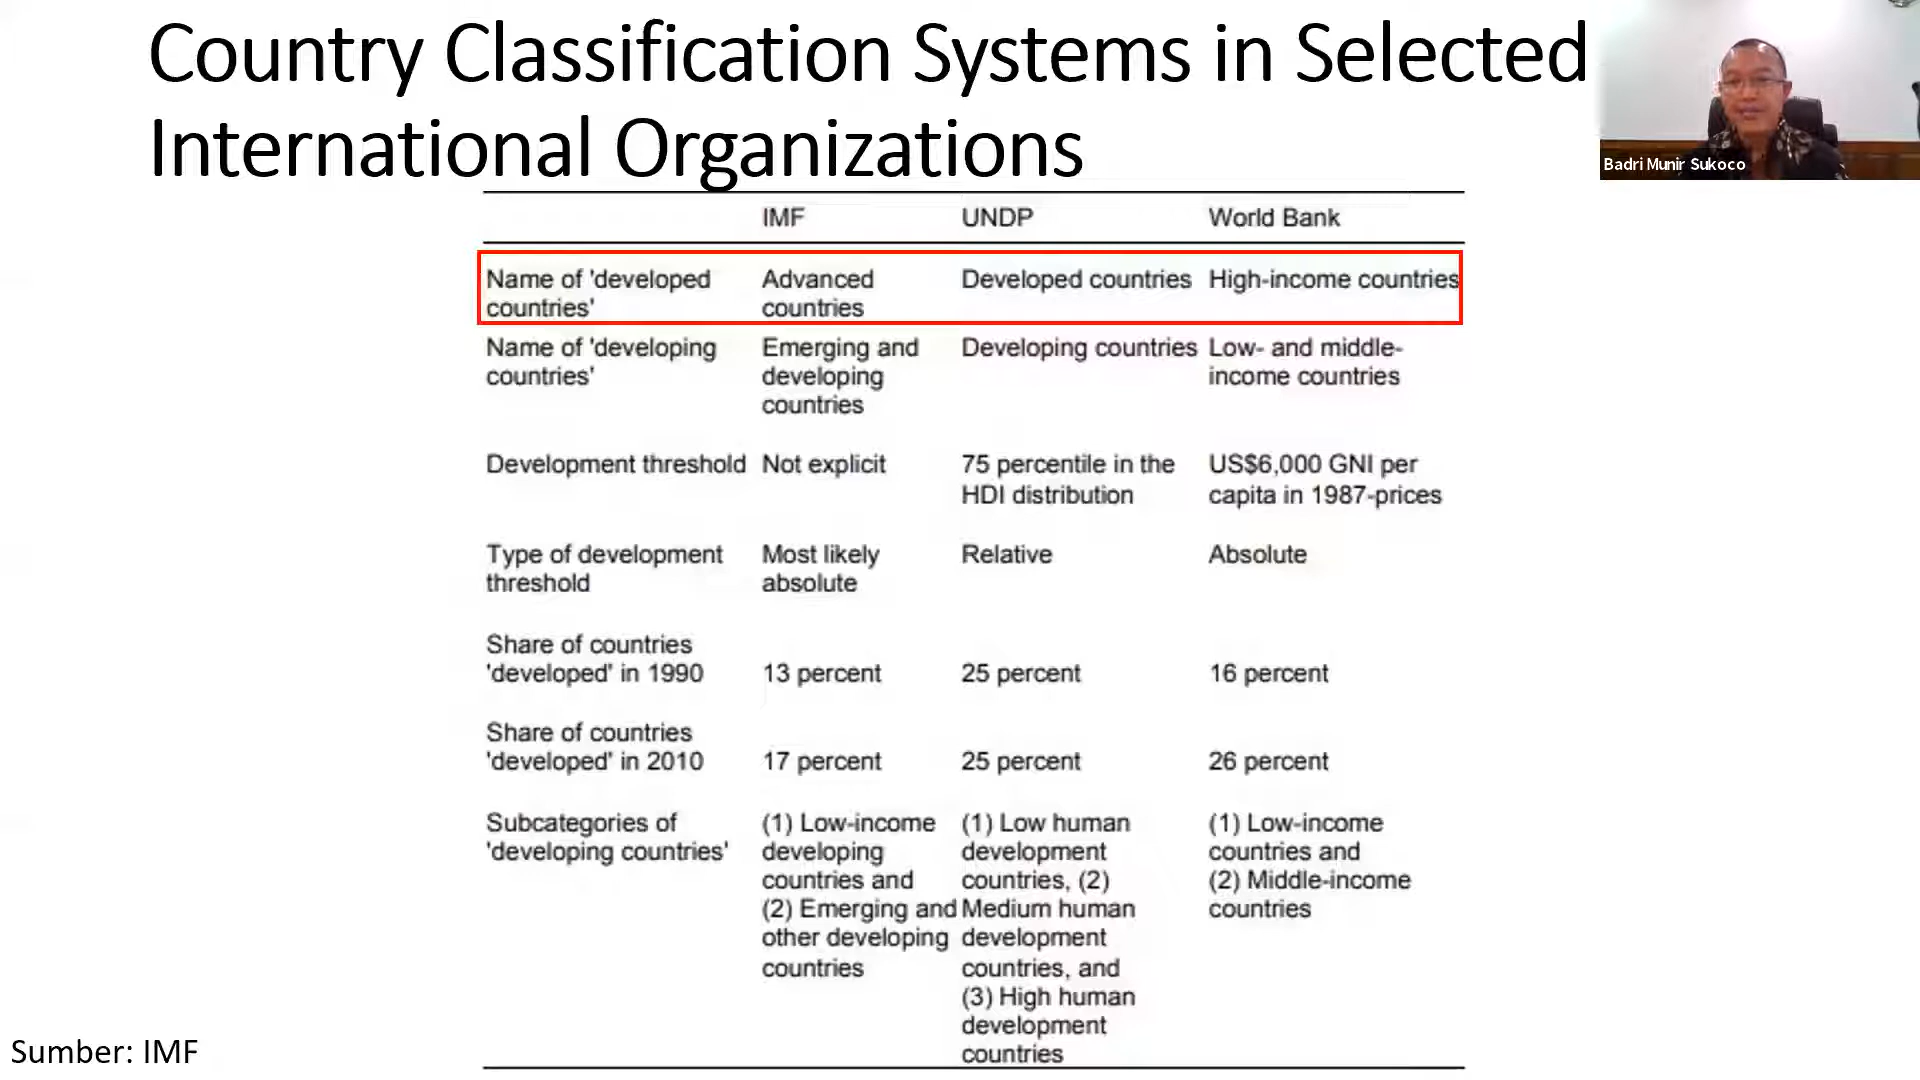 Country Classification Systems in Selected
International Organizations
Badri Munir Sukoco
IMF UNDP World Bank
Name of 'developed countries' Advanced countries Developed countries High-income countries
Name of 'developing countries' Emerging and developing countries Developing countries Low- and middle-income countries
Development threshold Not explicit 75 percentile in the HDI distribution US$6,000 GNI per capita in 1987-prices
Type of development threshold Most likely absolute Relative Absolute
Share of countries 'developed' in 1990 13 percent 25 percent 16 percent
Share of countries 'developed' in 2010 17 percent 25 percent 26 percent
Subcategories of 'developing countries' (1) Low-income developing countries and (2) Emerging and other developing countries (1) Low human development countries, (2) Medium human development countries, and (3) High human development countries (1) Low-income countries and (2) Middle-income countries
Sumber: IMF